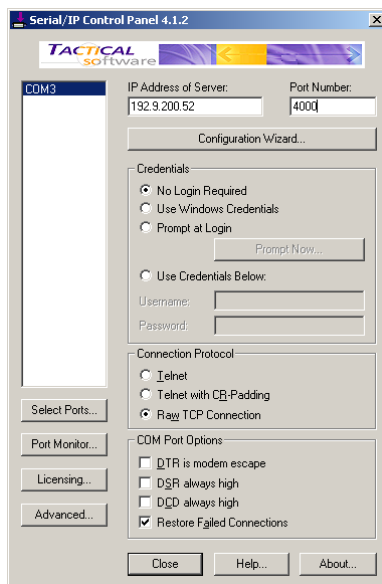 Serial/IP Control Panel 4.1.2
TACTICAL
software
COM3
IP Address of Server:
Port Number:
192.9.200.52
4000
Configuration Wizard...
Credentials
No Login Required
Use Windows Credentials
Prompt at Login
Prompt Now...
Use Credentials Below:
Username:
Password:
Connection Protocol
Telnet
Telnet with CR-Padding
Raw TCP Connection
Select Ports...
Port Monitor...
Licensing...
Advanced...
COM Port Options
DTR is modem escape
DSR always high
DCD always high
Restore Failed Connections
Close
Help...
About...